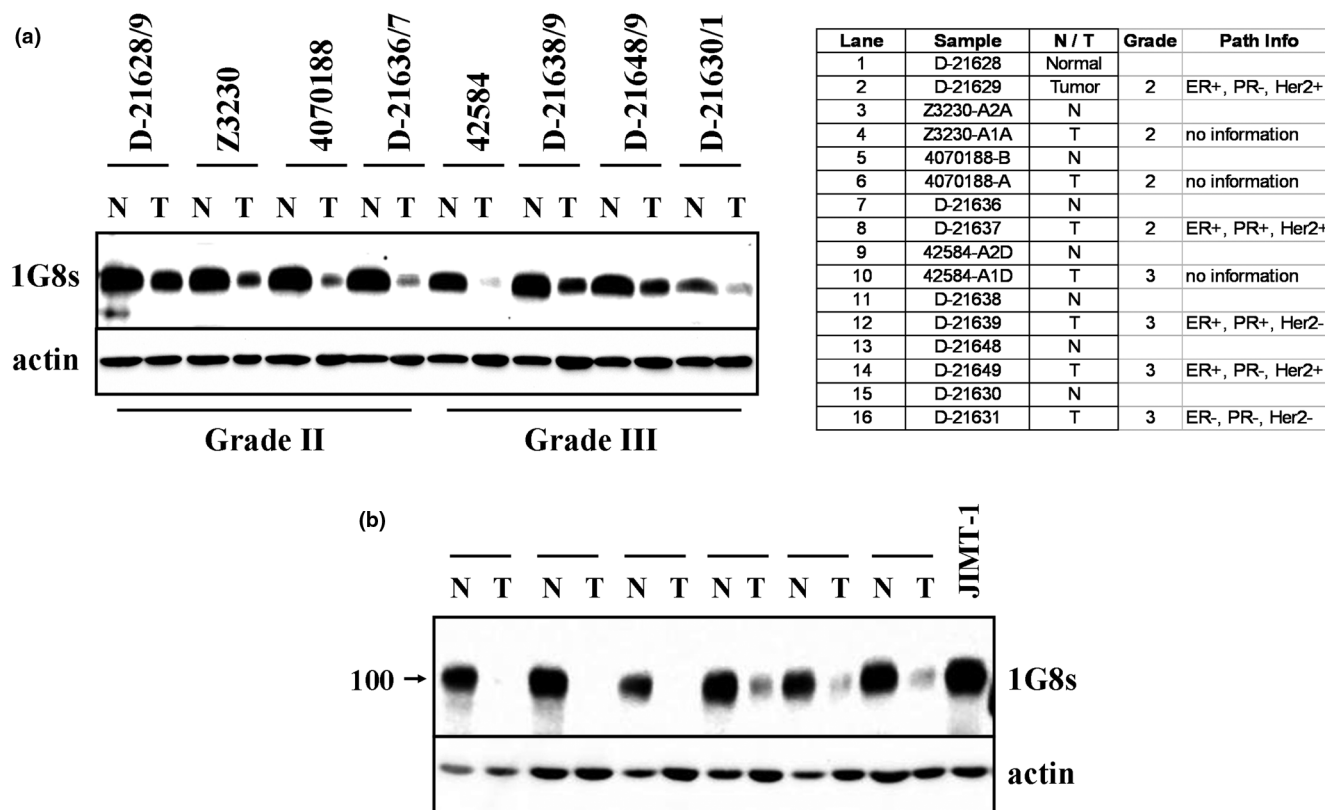 (a)
D-21628/9 Z3230 4070188 D-21636/7 42584 D-21638/9 D-21648/9 D-21630/1
N T N T N T N T N T N T N T N T
1G8s
actin
Grade II Grade III
Lane Sample N / T Grade Path Info
1 D-21628 Normal
2 D-21629 Tumor 2 ER+, PR-, Her2+
3 Z3230-A2A N
4 Z3230-A1A T 2 no information
5 4070188-B N
6 4070188-A T 2 no information
7 D-21636 N
8 D-21637 T 2 ER+, PR+, Her2+
9 42584-A2D N
10 42584-A1D T 3 no information
11 D-21638 N
12 D-21639 T 3 ER+, PR+, Her2-
13 D-21648 N
14 D-21649 T 3 ER+, PR-, Her2+
15 D-21630 N
16 D-21631 T 3 ER-, PR-, Her2-
(b)
N T N T N T N T N T N T JIMT-1
100
1G8s
actin